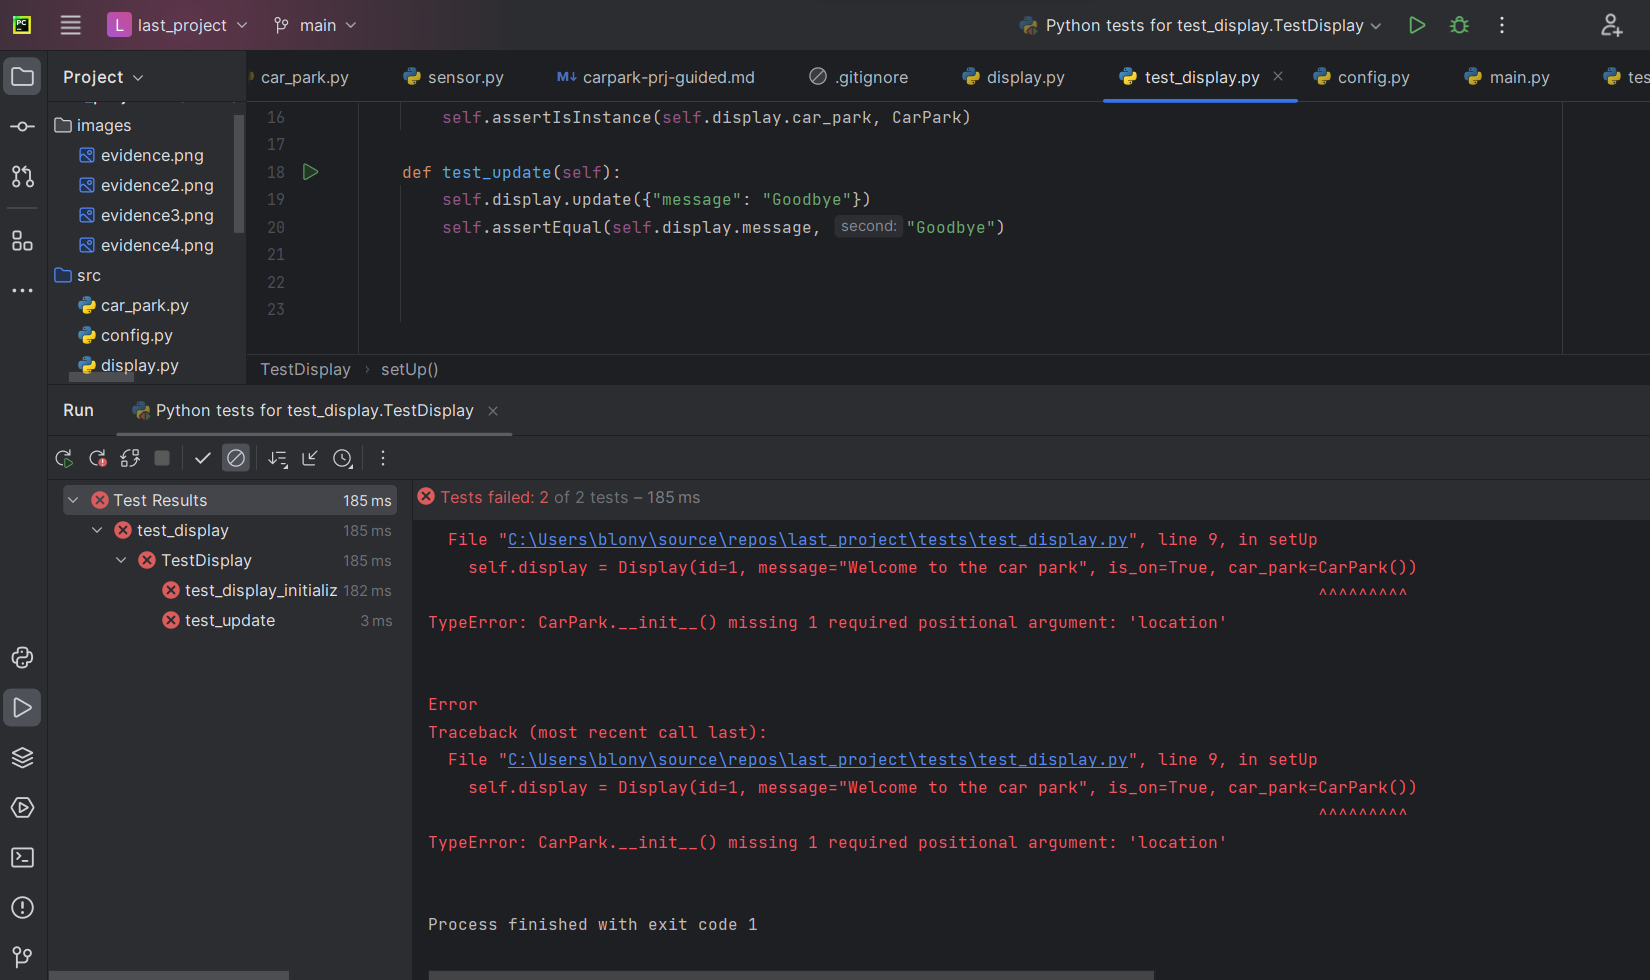 PC
L last_project
main
Python tests for test_display.TestDisplay
Project
car_park.py
sensor.py
M↓ carpark-prj-guided.md
.gitignore
display.py
test_display.py
config.py
main.py
images
evidence.png
evidence2.png
evidence3.png
evidence4.png
src
car_park.py
config.py
display.py
16 self.assertIsInstance(self.display.car_park, CarPark)
17
18 def test_update(self):
19 self.display.update({"message": "Goodbye"})
20 self.assertEqual(self.display.message, second: "Goodbye")
21
22
23
TestDisplay › setUp()
Run
Python tests for test_display.TestDisplay
Test Results 185 ms
test_display 185 ms
TestDisplay 185 ms
test_display_initializ 182 ms
test_update 3 ms
Tests failed: 2 of 2 tests – 185 ms
File "C:\Users\blony\source\repos\last_project\tests\test_display.py", line 9, in setUp
self.display = Display(id=1, message="Welcome to the car park", is_on=True, car_park=CarPark())
^^^^^^^^^
TypeError: CarPark.__init__() missing 1 required positional argument: 'location'
Error
Traceback (most recent call last):
File "C:\Users\blony\source\repos\last_project\tests\test_display.py", line 9, in setUp
self.display = Display(id=1, message="Welcome to the car park", is_on=True, car_park=CarPark())
^^^^^^^^^
TypeError: CarPark.__init__() missing 1 required positional argument: 'location'
Process finished with exit code 1